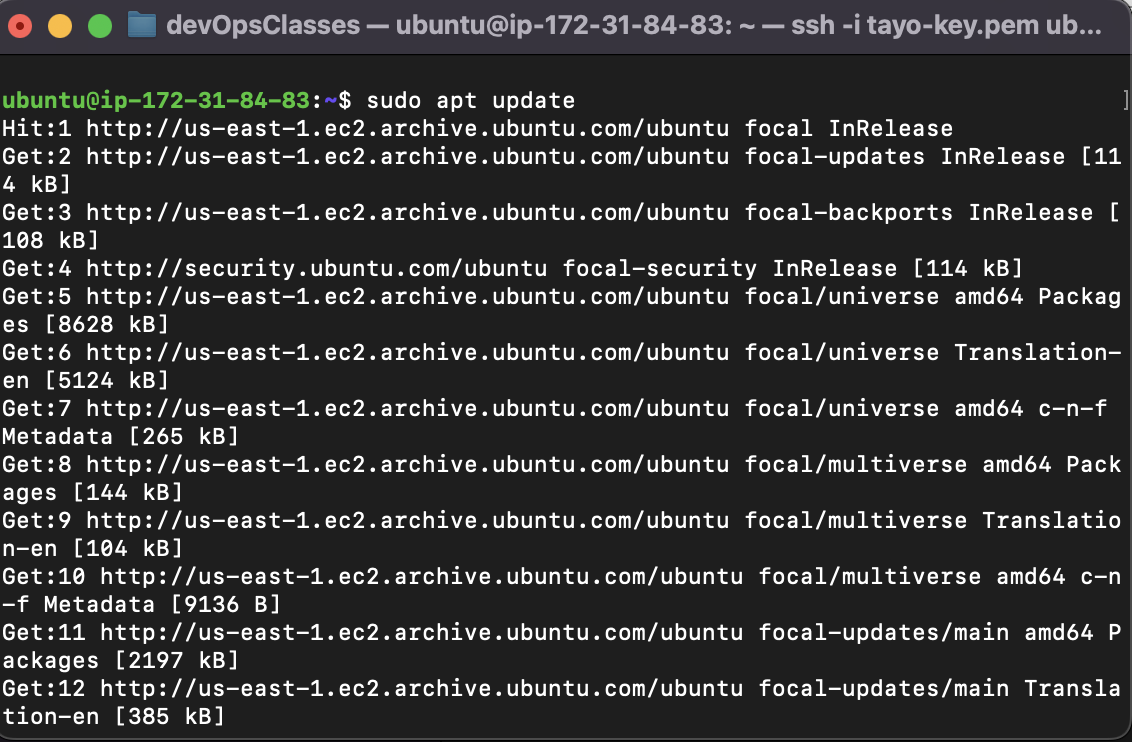 devOpsClasses — ubuntu@ip-172-31-84-83: ~ — ssh -i tayo-key.pem ub...
ubuntu@ip-172-31-84-83:~$ sudo apt update ]
Hit:1 http://us-east-1.ec2.archive.ubuntu.com/ubuntu focal InRelease
Get:2 http://us-east-1.ec2.archive.ubuntu.com/ubuntu focal-updates InRelease [11
4 kB]
Get:3 http://us-east-1.ec2.archive.ubuntu.com/ubuntu focal-backports InRelease [
108 kB]
Get:4 http://security.ubuntu.com/ubuntu focal-security InRelease [114 kB]
Get:5 http://us-east-1.ec2.archive.ubuntu.com/ubuntu focal/universe amd64 Packag
es [8628 kB]
Get:6 http://us-east-1.ec2.archive.ubuntu.com/ubuntu focal/universe Translation-
en [5124 kB]
Get:7 http://us-east-1.ec2.archive.ubuntu.com/ubuntu focal/universe amd64 c-n-f
Metadata [265 kB]
Get:8 http://us-east-1.ec2.archive.ubuntu.com/ubuntu focal/multiverse amd64 Pack
ages [144 kB]
Get:9 http://us-east-1.ec2.archive.ubuntu.com/ubuntu focal/multiverse Translatio
n-en [104 kB]
Get:10 http://us-east-1.ec2.archive.ubuntu.com/ubuntu focal/multiverse amd64 c-n
-f Metadata [9136 B]
Get:11 http://us-east-1.ec2.archive.ubuntu.com/ubuntu focal-updates/main amd64 P
ackages [2197 kB]
Get:12 http://us-east-1.ec2.archive.ubuntu.com/ubuntu focal-updates/main Transla
tion-en [385 kB]